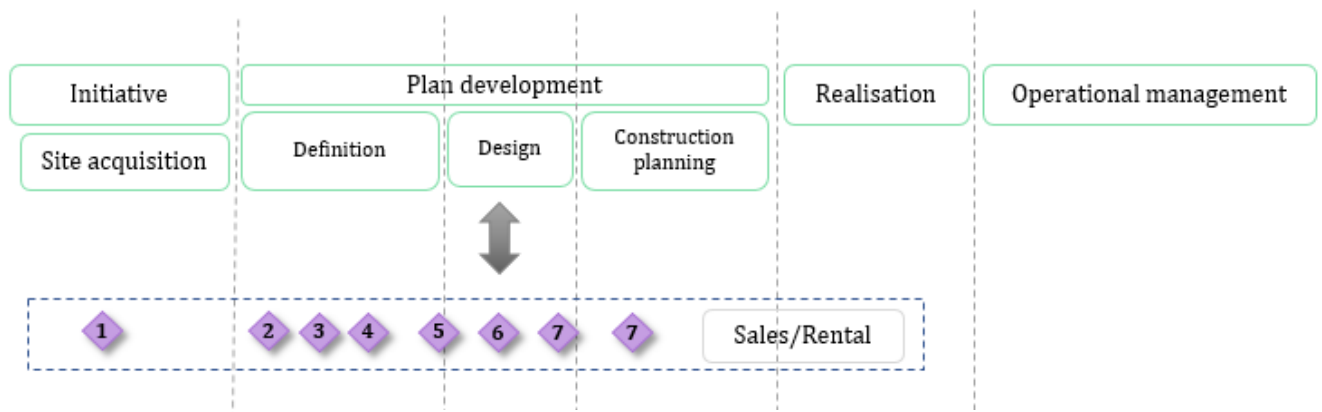 Initiative
Plan development
Realisation
Operational management
Site acquisition
Definition
Design
Construction
planning
1
2
3
4
5
6
7
7
Sales/Rental